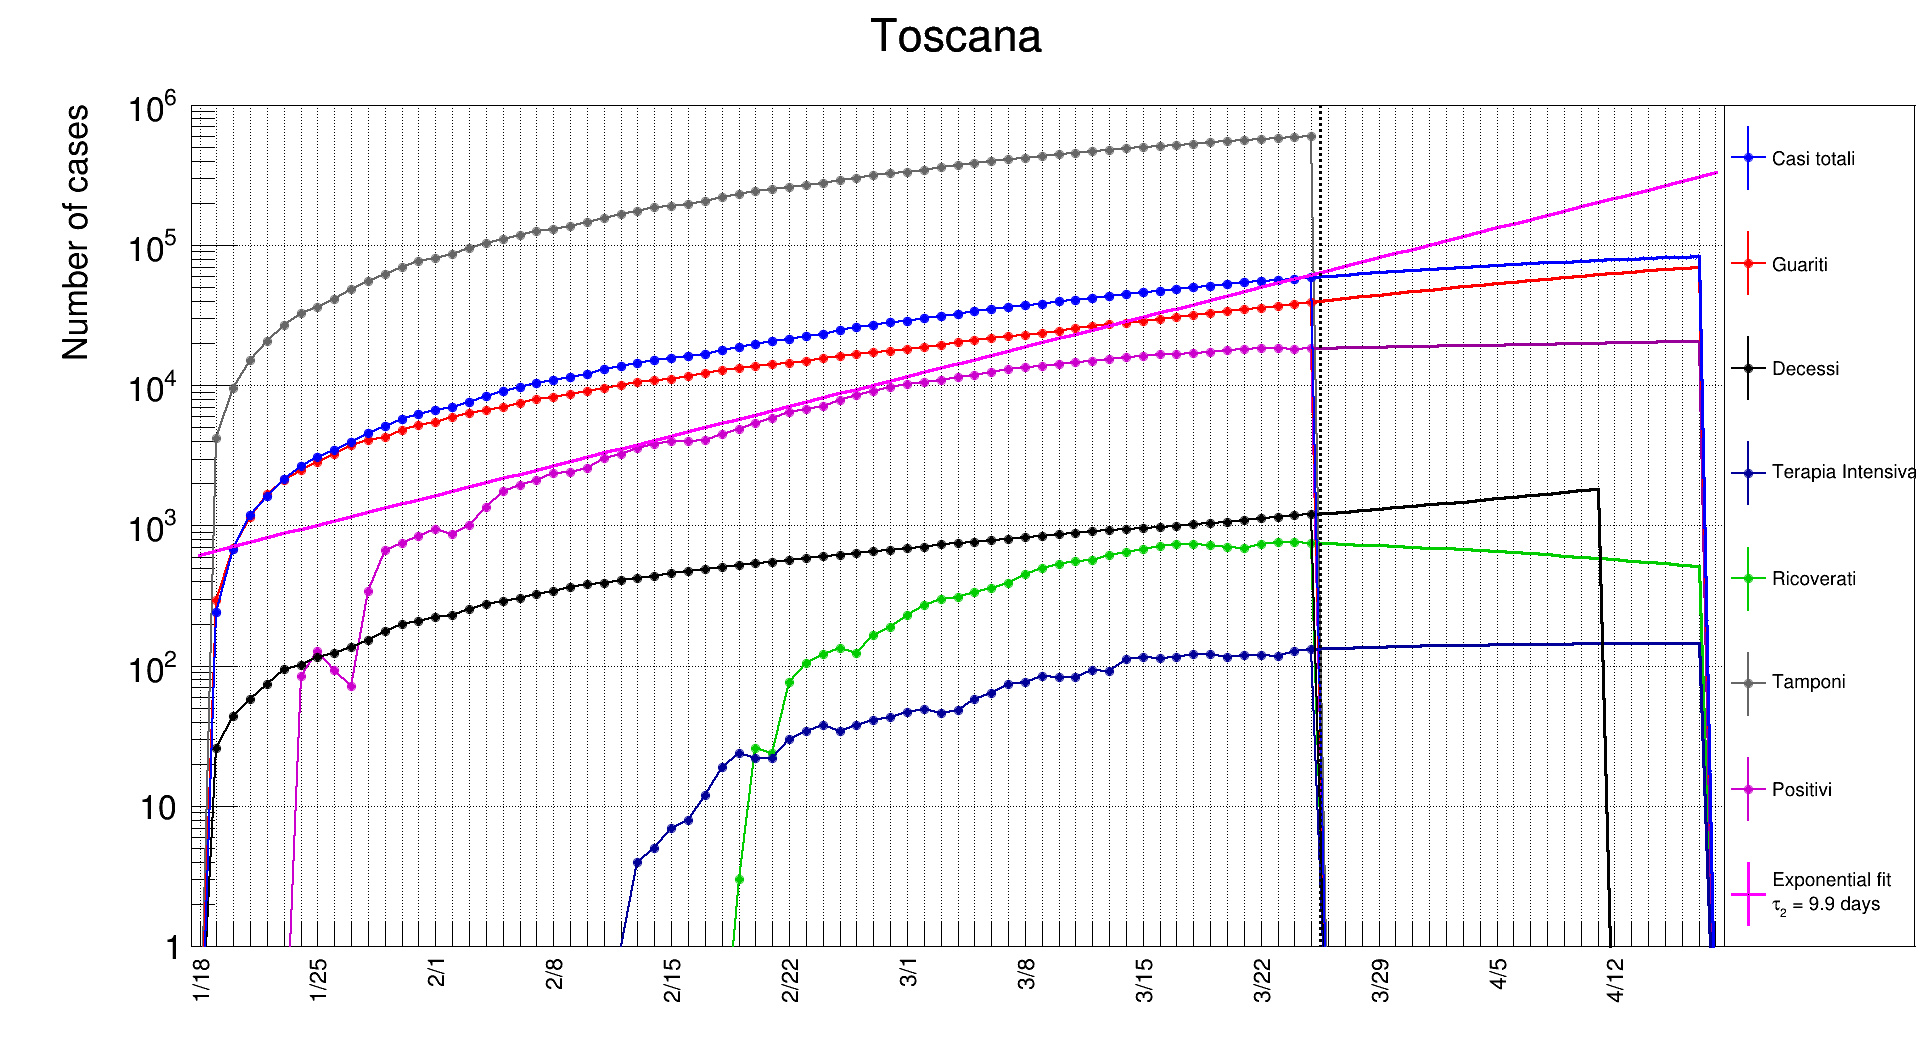 Toscana
Number of cases
10^6
10^5
10^4
10^3
10^2
10
1
1/18
1/25
2/1
2/8
2/15
2/22
3/1
3/8
3/15
3/22
3/29
4/5
4/12
Casi totali
Guariti
Decessi
Terapia Intensiva
Ricoverati
Tamponi
Positivi
Exponential fit
τ₂ = 9.9 days